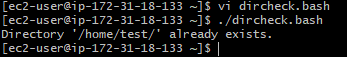 [ec2-user@ip-172-31-18-133 ~]$ vi dircheck.bash
[ec2-user@ip-172-31-18-133 ~]$ ./dircheck.bash
Directory '/home/test/' already exists.
[ec2-user@ip-172-31-18-133 ~]$